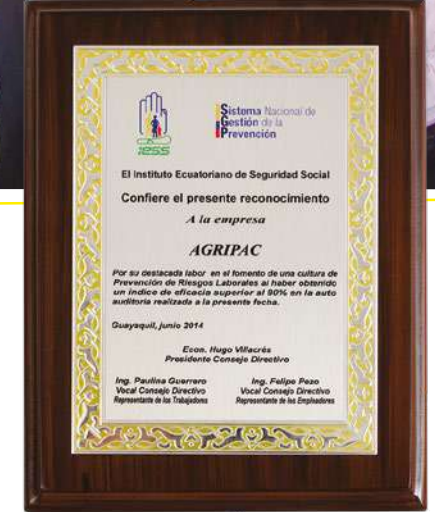 IESS
Sistema Nacional de
Gestión de la
Prevención
El Instituto Ecuatoriano de Seguridad Social
Confiere el presente reconocimiento
A la empresa
AGRIPAC
Por su destacada labor en el fomento de una cultura de
Prevención de Riesgos Laborales al haber obtenido
un índice de eficacia superior al 90% en la auto
auditoría realizada a la presente fecha.
Guayaquil, junio 2014
Econ. Hugo Villacrés
Presidente Consejo Directivo
Ing. Paulina Guerrero
Vocal Consejo Directivo
Representante de los Trabajadores
Ing. Felipe Pezo
Vocal Consejo Directivo
Representante de los Empleadores